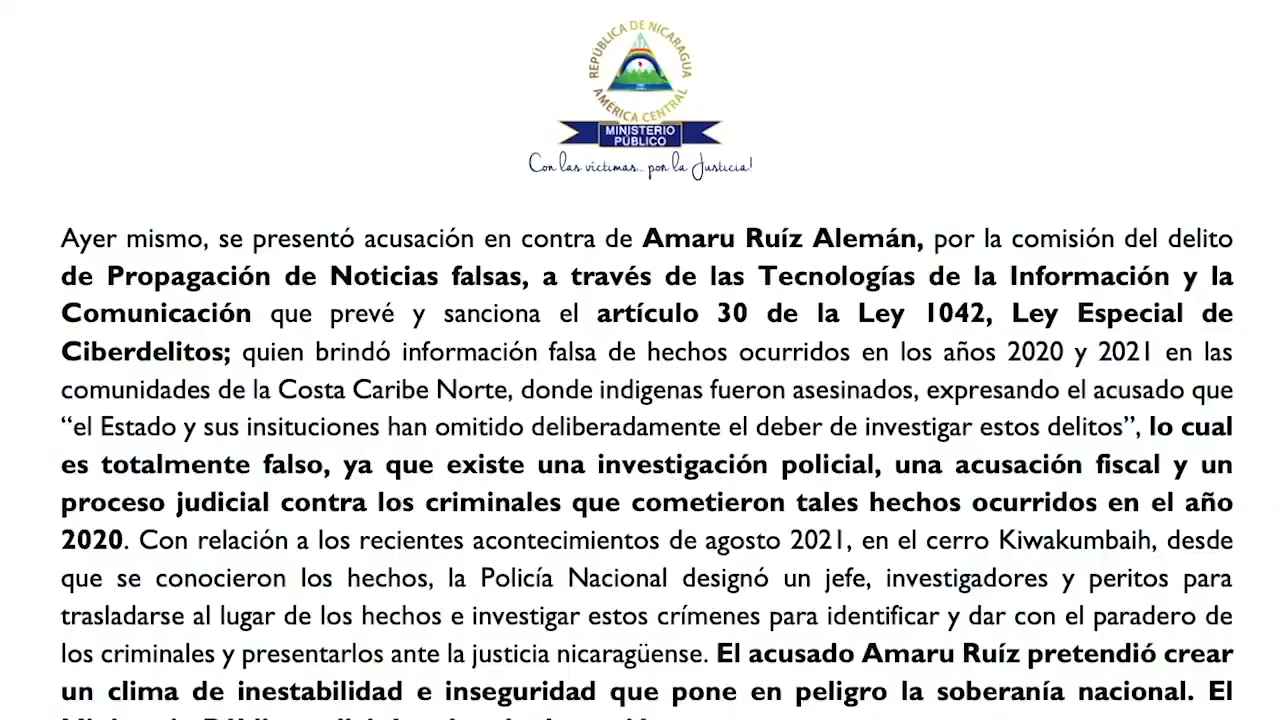 REPÚBLICA DE NICARAGUA
AMÉRICA CENTRAL
MINISTERIO
PÚBLICO
Con las víctimas... por la Justicia!
Ayer mismo, se presentó acusación en contra de Amaru Ruíz Alemán, por la comisión del delito
de Propagación de Noticias falsas, a través de las Tecnologías de la Información y la
Comunicación que prevé y sanciona el artículo 30 de la Ley 1042, Ley Especial de
Ciberdelitos; quien brindó información falsa de hechos ocurridos en los años 2020 y 2021 en las
comunidades de la Costa Caribe Norte, donde indigenas fueron asesinados, expresando el acusado que
“el Estado y sus insituciones han omitido deliberadamente el deber de investigar estos delitos”, lo cual
es totalmente falso, ya que existe una investigación policial, una acusación fiscal y un
proceso judicial contra los criminales que cometieron tales hechos ocurridos en el año
2020. Con relación a los recientes acontecimientos de agosto 2021, en el cerro Kiwakumbaih, desde
que se conocieron los hechos, la Policía Nacional designó un jefe, investigadores y peritos para
trasladarse al lugar de los hechos e investigar estos crímenes para identificar y dar con el paradero de
los criminales y presentarlos ante la justicia nicaragüense. El acusado Amaru Ruíz pretendió crear
un clima de inestabilidad e inseguridad que pone en peligro la soberanía nacional. El